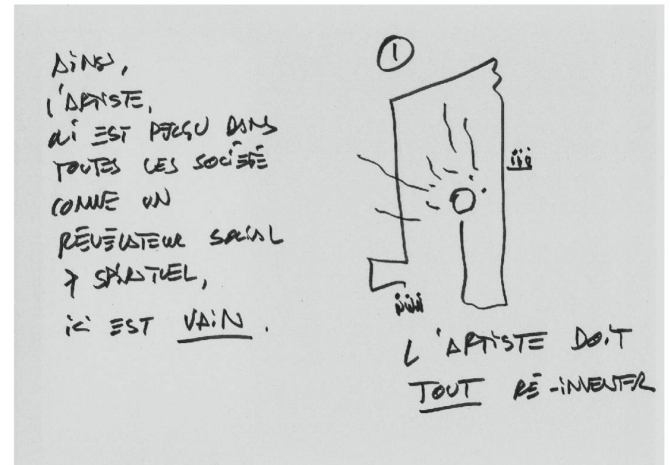 AINSI,
L'ARTISTE,
QUI EST PERÇU DANS
TOUTES LES SOCIÉTÉ
COMME UN
RÉVÉLATEUR SOCIAL
& SPIRITUEL,
ICI EST VAIN.
1
L'ARTISTE DOIT
TOUT RÉ-INVENTER